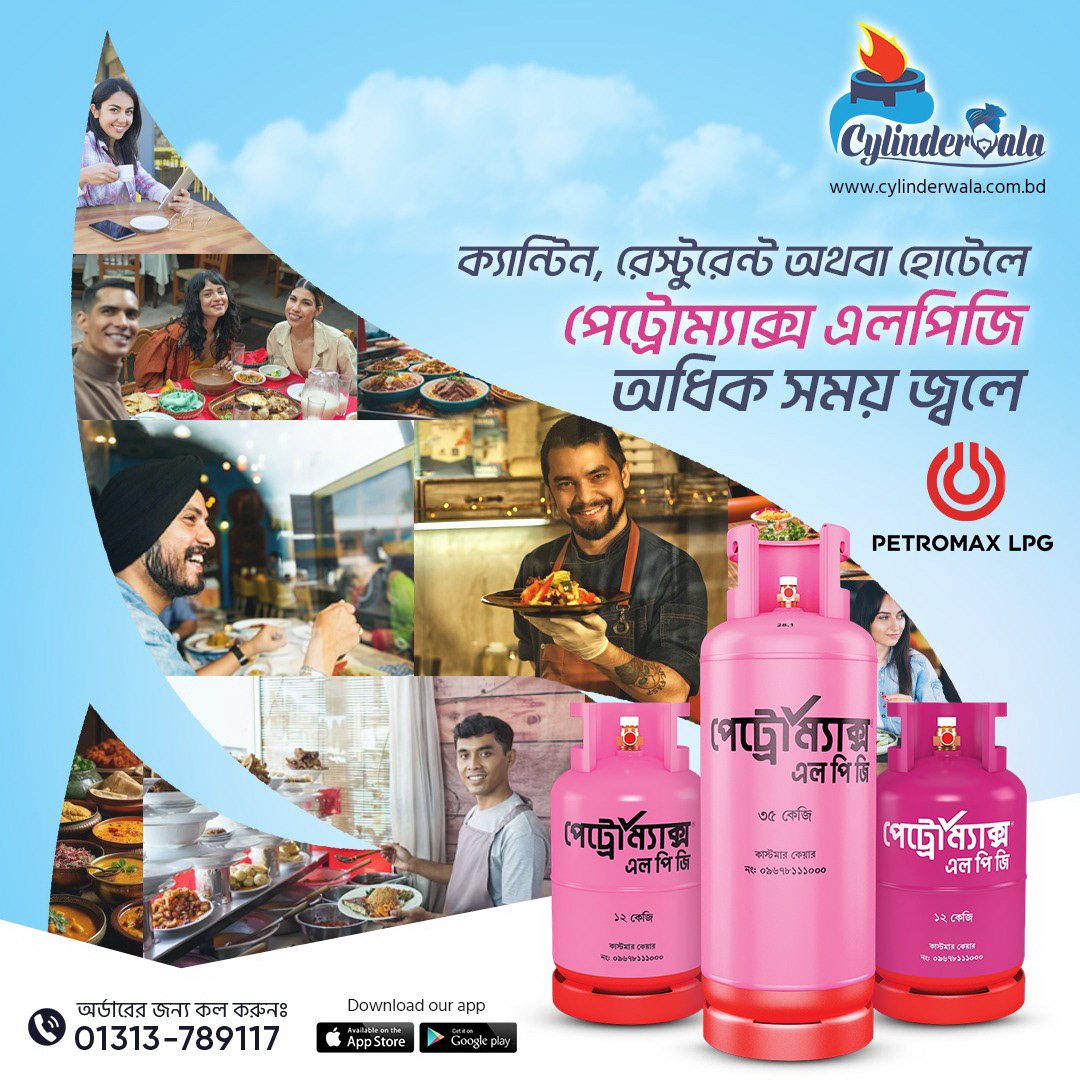 Cylinderwala
www.cylinderwala.com.bd
ক্যান্টিন, রেস্টুরেন্ট অথবা হোটেলে
পেট্রোম্যাক্স এলপিজি
অধিক সময় জ্বলে
PETROMAX LPG
28.1
পেট্রোম্যাক্স
এল পি জি
৩৫ কেজি
কাস্টমার কেয়ার
নং: ০৯৬৭৮১১১০০০
পেট্রোম্যাক্স
এল পি জি
১২ কেজি
কাস্টমার কেয়ার
নং: ০৯৬৭৮১১১০০০
পেট্রোম্যাক্স
এল পি জি
১২ কেজি
কাস্টমার কেয়ার
নং: ০৯৬৭৮১১১০০০
অর্ডারের জন্য কল করুনঃ
01313-789117
Download our app
Available on the
App Store
Get it on
Google play